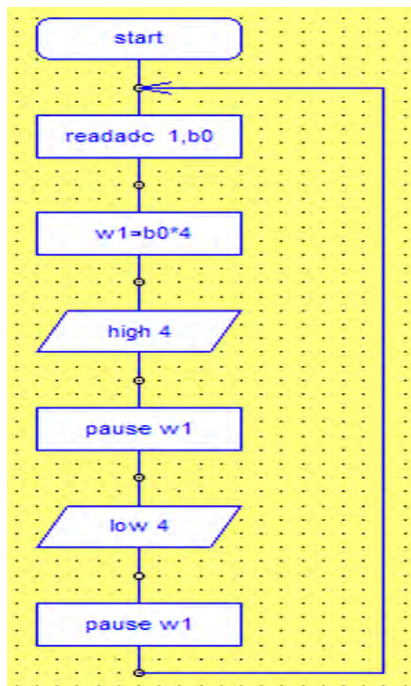 start
readadc 1,b0
w1=b0*4
high 4
pause w1
low 4
pause w1